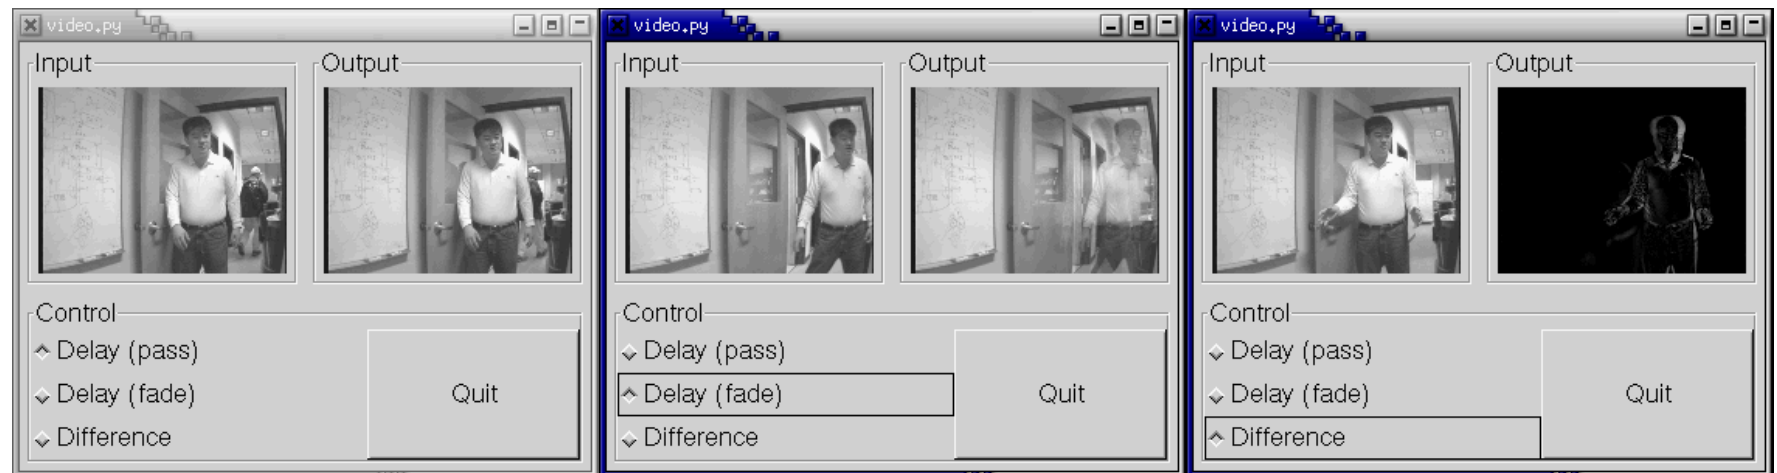 video.py
Input
Output
Control
Delay (pass)
Delay (fade)
Difference
Quit
video.py
Input
Output
Control
Delay (pass)
Delay (fade)
Difference
Quit
video.py
Input
Output
Control
Delay (pass)
Delay (fade)
Difference
Quit